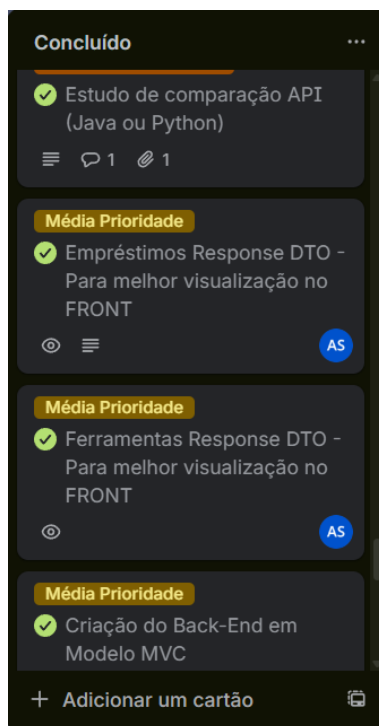 Concluído
Estudo de comparação API
(Java ou Python)
1 1
Média Prioridade
Empréstimos Response DTO -
Para melhor visualização no
FRONT
AS
Média Prioridade
Ferramentas Response DTO -
Para melhor visualização no
FRONT
AS
Média Prioridade
Criação do Back-End em
Modelo MVC
+ Adicionar um cartão